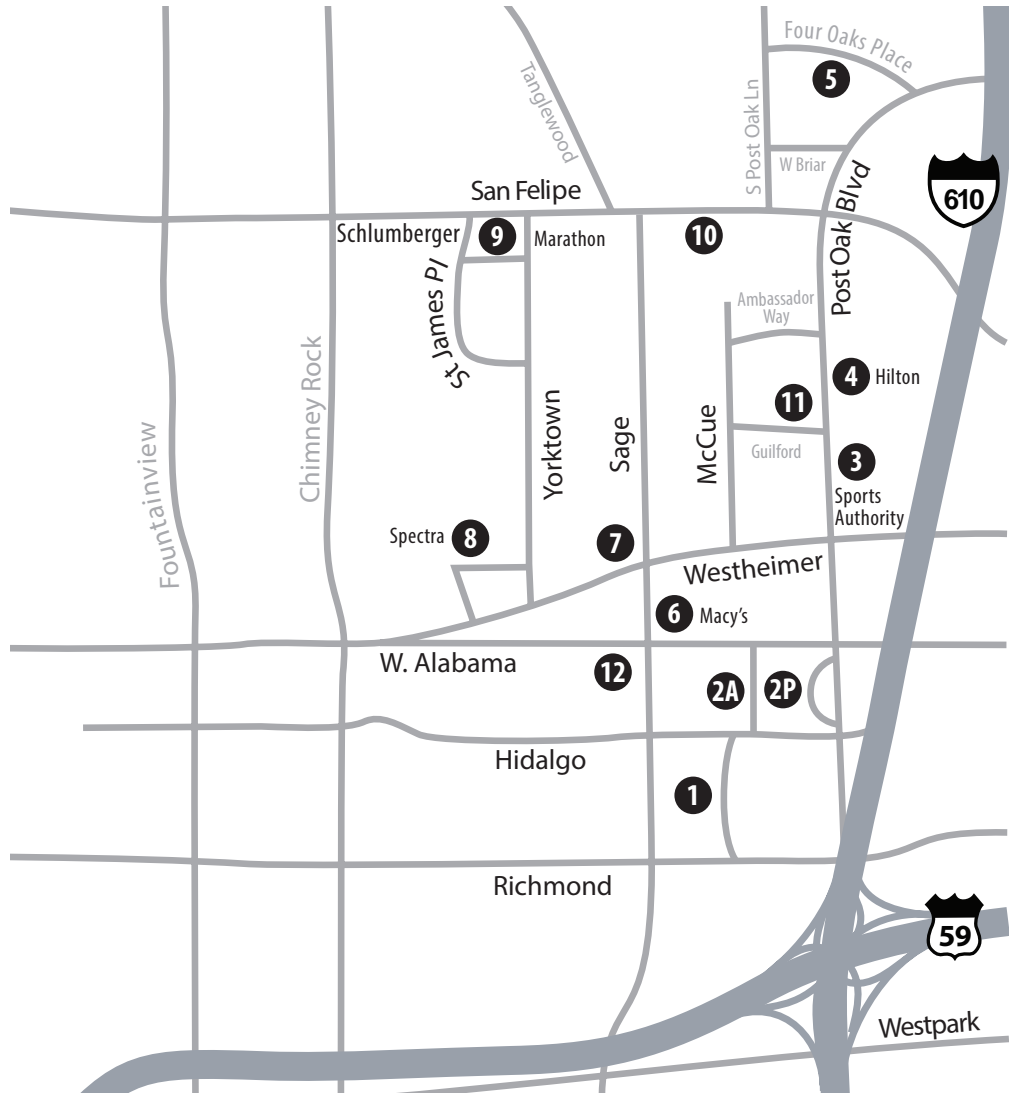 Four Oaks Place
5
Tanglewood
S Post Oak Ln
W Briar
610
San Felipe
Post Oak Blvd
Schlumberger
9
Marathon
10
St James Pl
Ambassador
Way
Chimney Rock
4
Hilton
11
Yorktown
Sage
McCue
Fountainview
Guilford
3
Sports
Authority
Spectra
8
7
Westheimer
6
Macy's
W. Alabama
12
2A
2P
Hidalgo
1
Richmond
59
Westpark